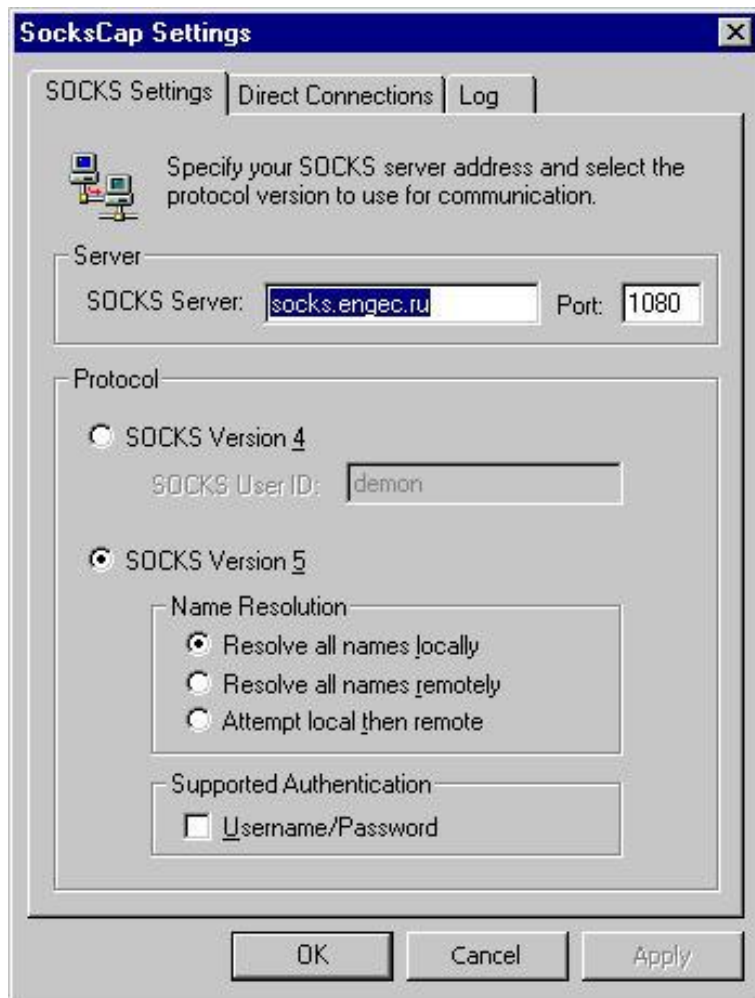 SocksCap Settings
SOCKS Settings Direct Connections Log
Specify your SOCKS server address and select the
protocol version to use for communication.
Server
SOCKS Server: socks.engec.ru Port: 1080
Protocol
SOCKS Version 4
SOCKS User ID: demon
SOCKS Version 5
Name Resolution
Resolve all names locally
Resolve all names remotely
Attempt local then remote
Supported Authentication
Username/Password
OK Cancel Apply